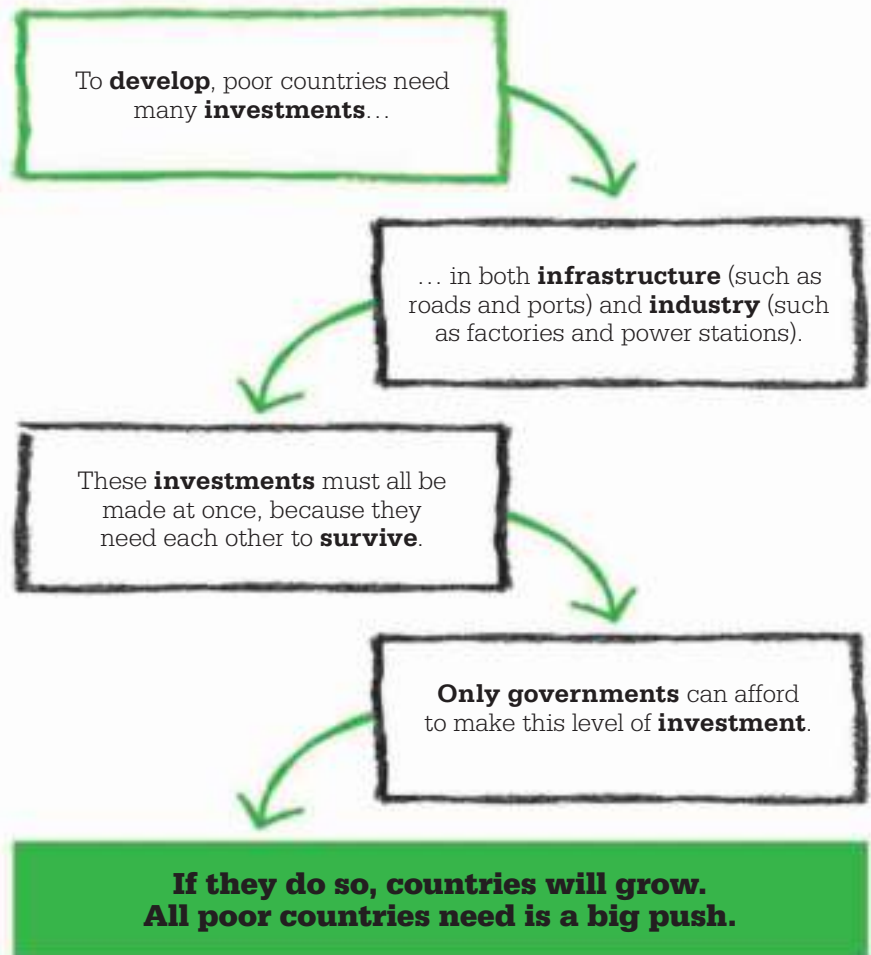 To develop, poor countries need
many investments…
… in both infrastructure (such as
roads and ports) and industry (such
as factories and power stations).
These investments must all be
made at once, because they
need each other to survive.
Only governments can afford
to make this level of investment.
If they do so, countries will grow.
All poor countries need is a big push.